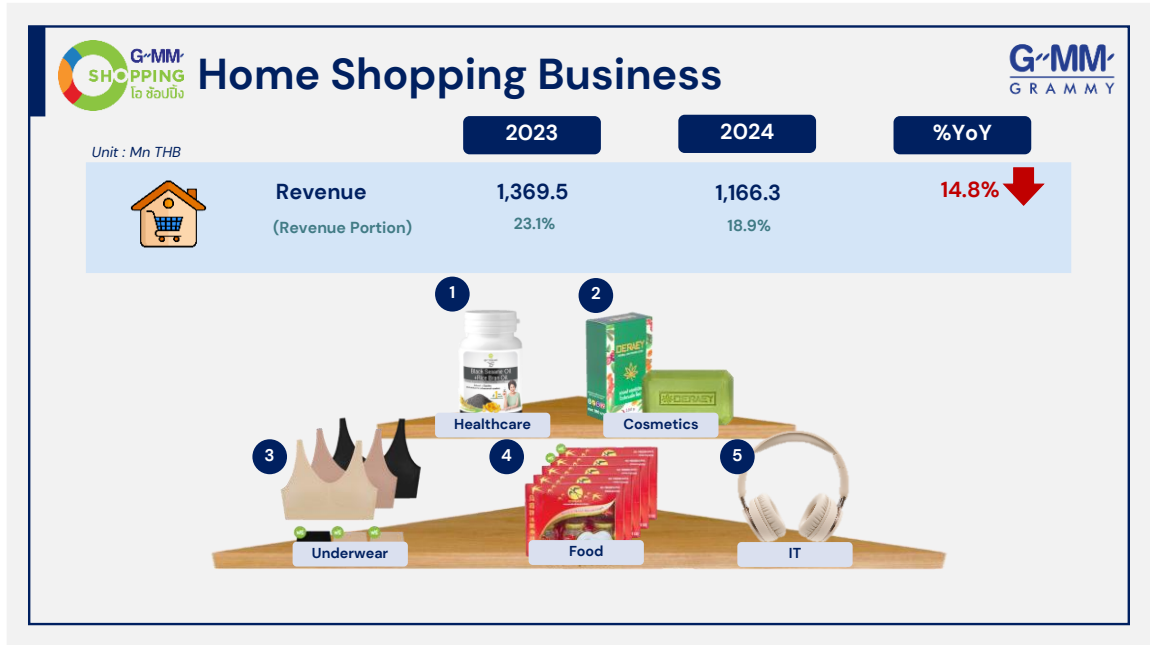 G-MM'
SHOPPING
โอ ช้อปปิ้ง
Home Shopping Business
G-MM'
GRAMMY
2023
2024
%YoY
Unit : Mn THB
Revenue
1,369.5
1,166.3
14.8%
(Revenue Portion)
23.1%
18.9%
1
2
Black Sesame Oil
DERAEY
DERAEY
Healthcare
Cosmetics
3
4
5
Underwear
Food
IT